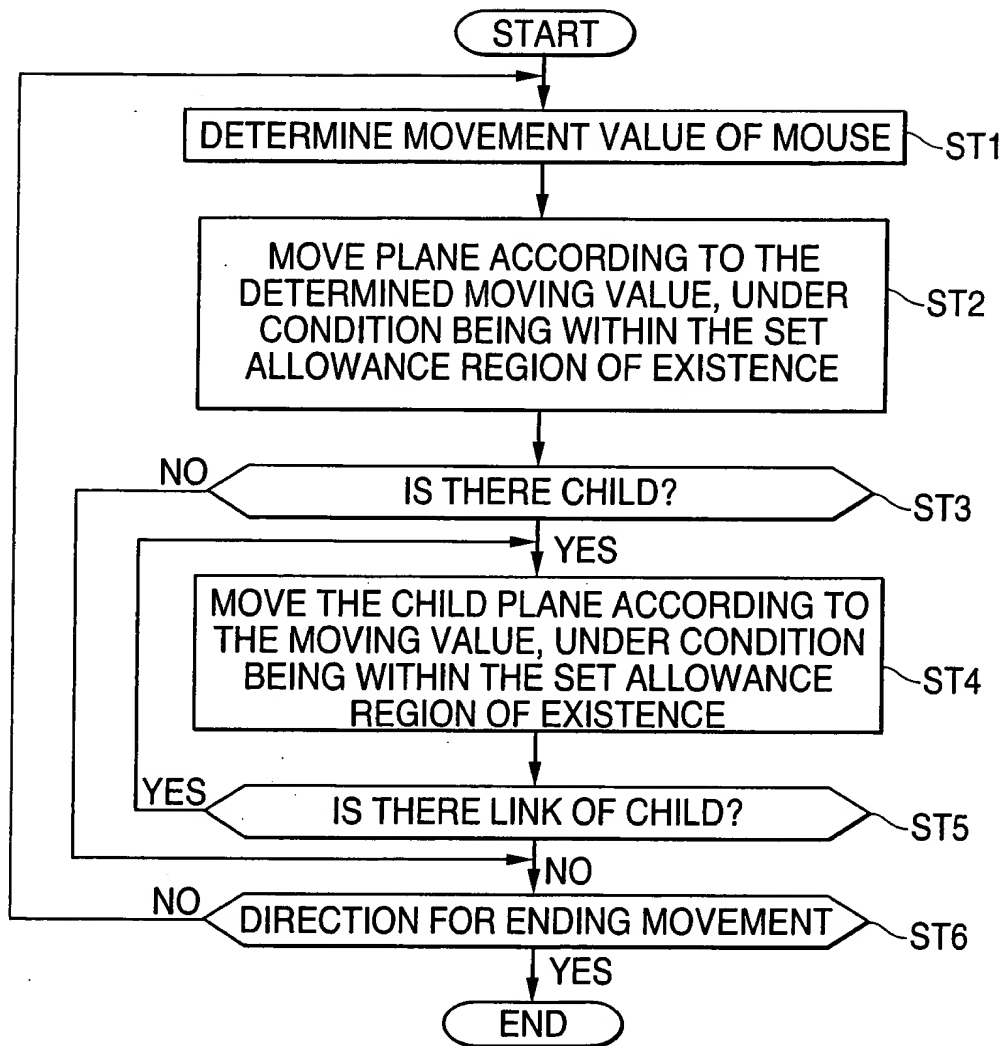 START
DETERMINE MOVEMENT VALUE OF MOUSE
ST1
MOVE PLANE ACCORDING TO THE
DETERMINED MOVING VALUE, UNDER
CONDITION BEING WITHIN THE SET
ALLOWANCE REGION OF EXISTENCE
ST2
NO
IS THERE CHILD?
ST3
YES
MOVE THE CHILD PLANE ACCORDING TO
THE MOVING VALUE, UNDER CONDITION
BEING WITHIN THE SET ALLOWANCE
REGION OF EXISTENCE
ST4
YES
IS THERE LINK OF CHILD?
ST5
NO
NO
DIRECTION FOR ENDING MOVEMENT
ST6
YES
END